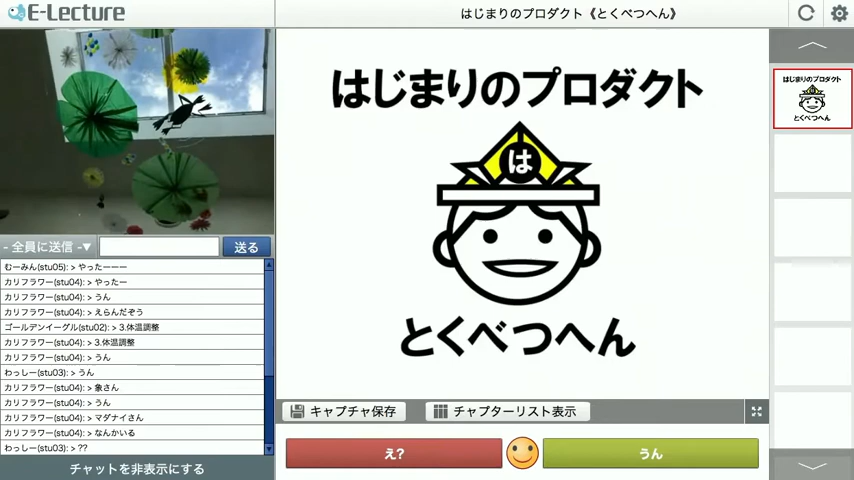 E-Lecture
はじまりのプロダクト《とくべつへん》
はじまりのプロダクト
は
とくべつへん
はじまりのプロダクト
は
とくべつへん
- 全員に送信 -▼
送る
むーみん(stu05): > やったーーー
カリフラワー(stu04): > やったー
カリフラワー(stu04): > うん
カリフラワー(stu04): > えらんだぞう
ゴールデンイーグル(stu02): > 3.体温調整
カリフラワー(stu04): > 3.体温調整
カリフラワー(stu04): > うん
わっしー(stu03): > うん
カリフラワー(stu04): > 象さん
カリフラワー(stu04): > うん
カリフラワー(stu04): > マダナイさん
カリフラワー(stu04): > なんかいる
わっしー(stu03): > ??
チャットを非表示にする
キャプチャ保存
チャプターリスト表示
え?
うん